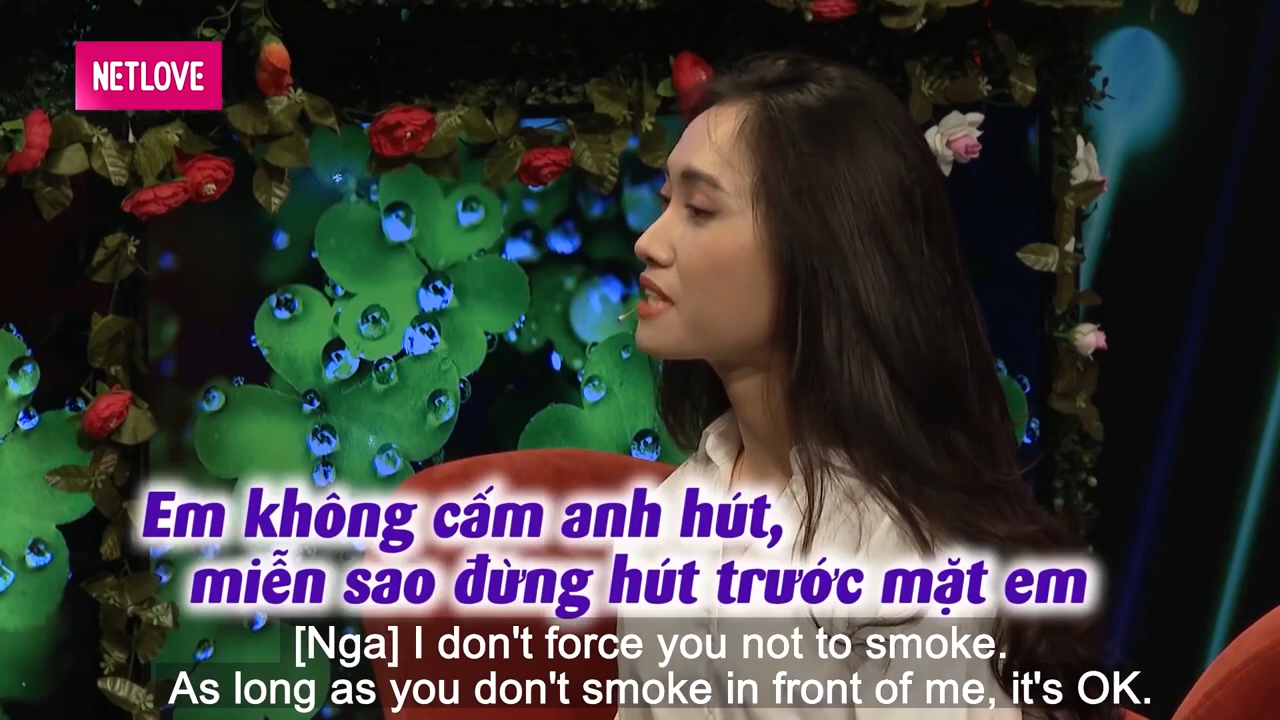 NETLOVE
Em không cấm anh hút,
miễn sao đừng hút trước mặt em
[Nga] I don't force you not to smoke.
As long as you don't smoke in front of me, it's OK.